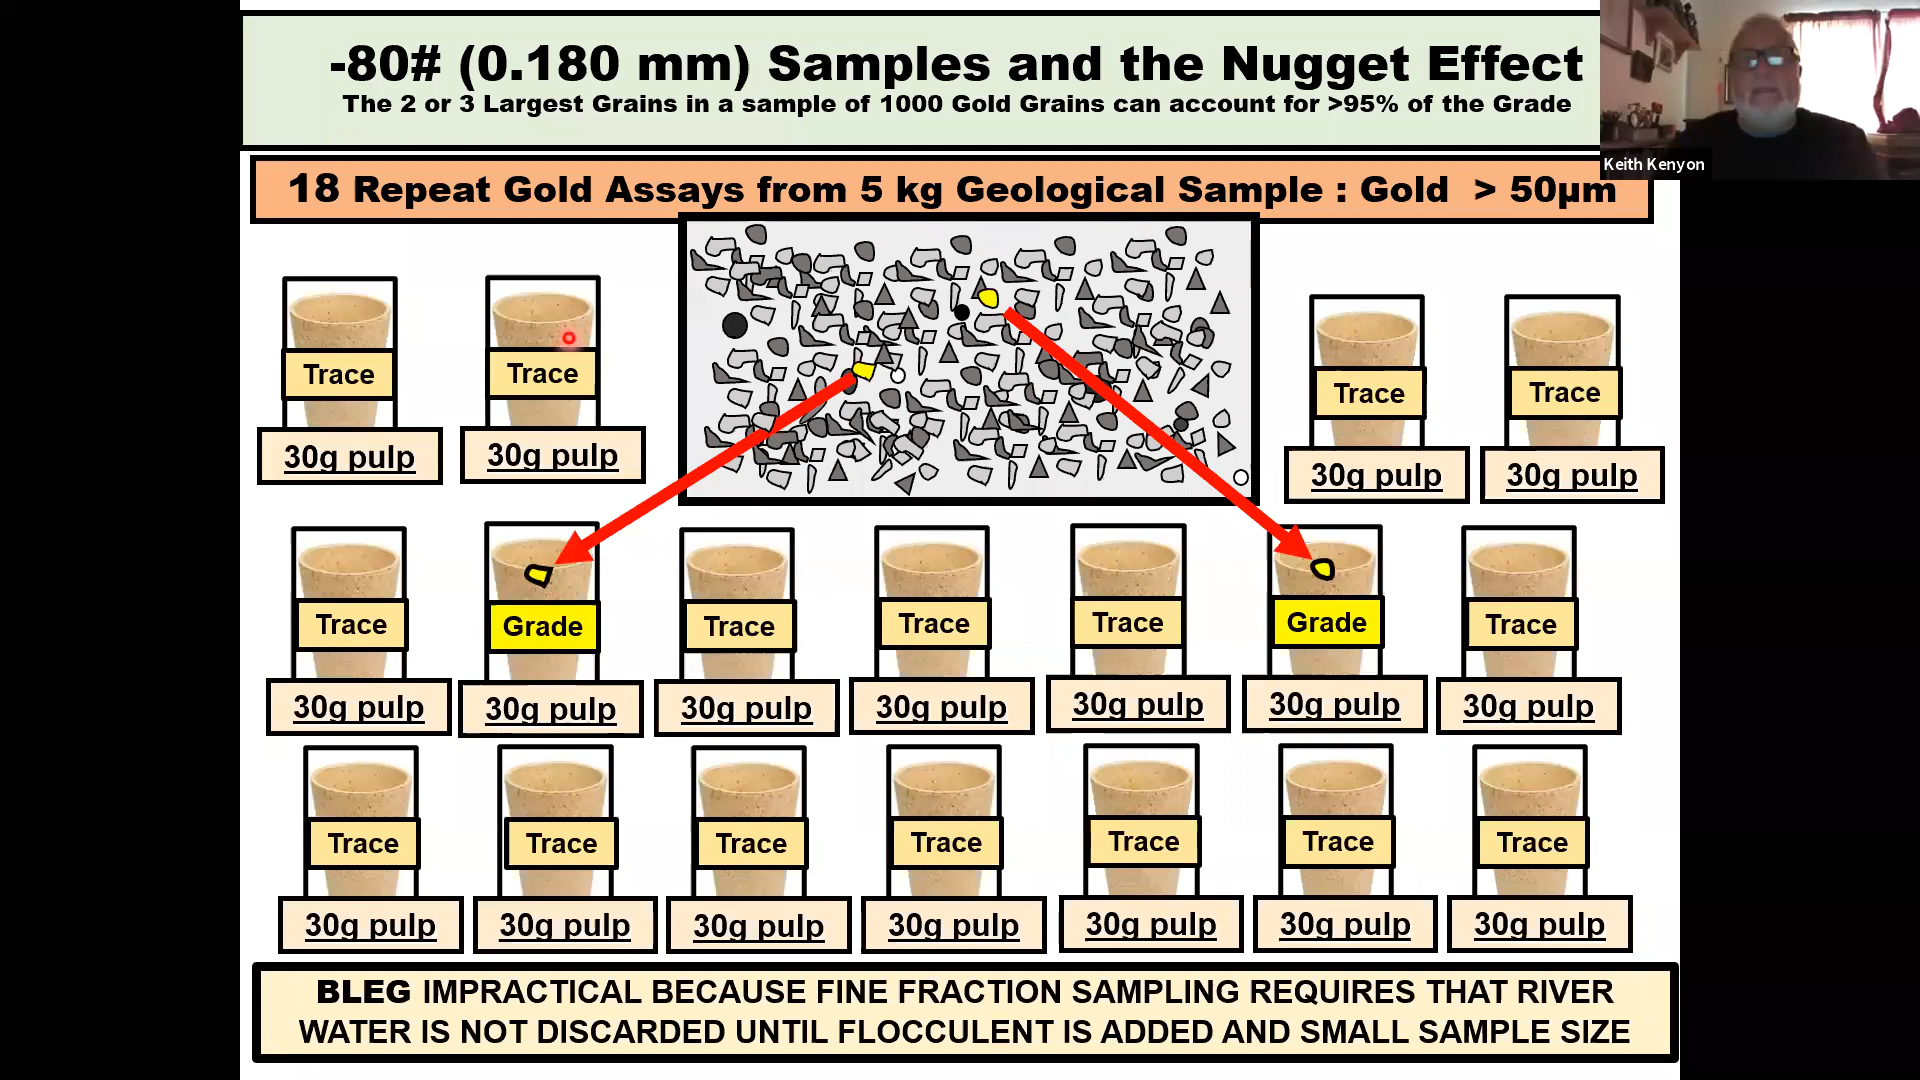 -80# (0.180 mm) Samples and the Nugget Effect
The 2 or 3 Largest Grains in a sample of 1000 Gold Grains can account for >95% of the Grade
Keith Kenyon
18 Repeat Gold Assays from 5 kg Geological Sample : Gold > 50µm
Trace
30g pulp
Trace
30g pulp
Trace
30g pulp
Trace
30g pulp
Trace
30g pulp
Grade
30g pulp
Trace
30g pulp
Trace
30g pulp
Trace
30g pulp
Grade
30g pulp
Trace
30g pulp
Trace
30g pulp
Trace
30g pulp
Trace
30g pulp
Trace
30g pulp
Trace
30g pulp
Trace
30g pulp
Trace
30g pulp
BLEG IMPRACTICAL BECAUSE FINE FRACTION SAMPLING REQUIRES THAT RIVER
WATER IS NOT DISCARDED UNTIL FLOCCULENT IS ADDED AND SMALL SAMPLE SIZE